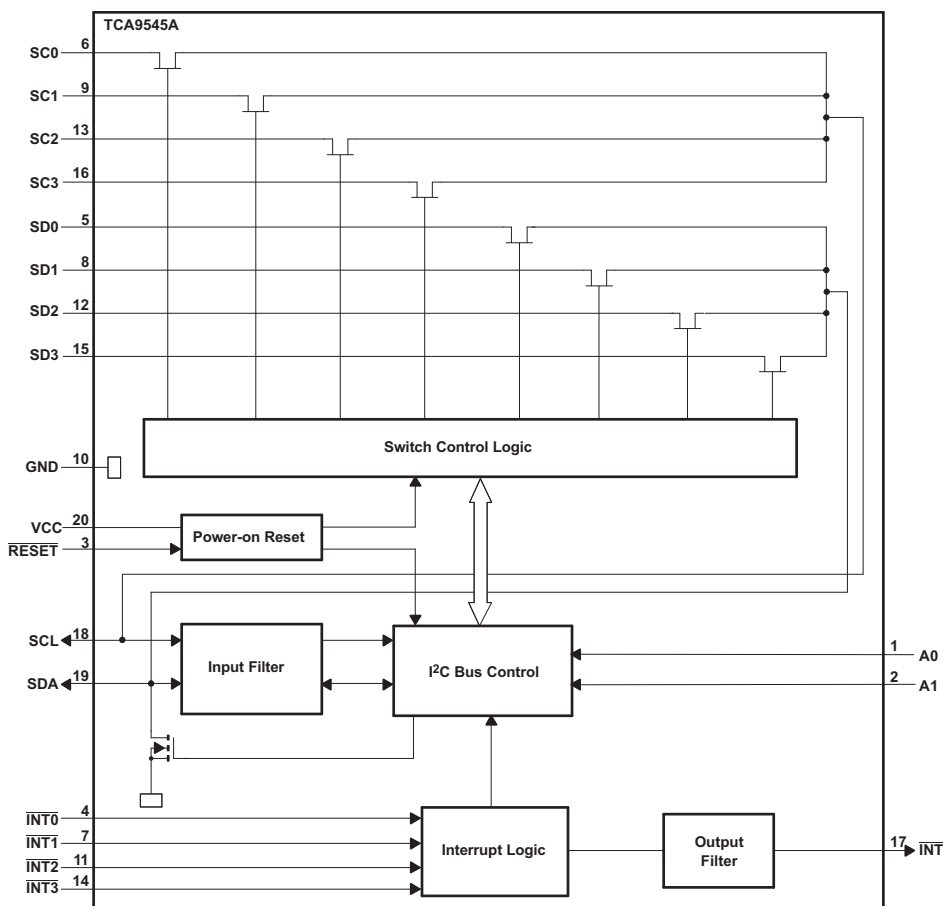 TCA9545A
SC0 6
SC1 9
SC2 13
SC3 16
SD0 5
SD1 8
SD2 12
SD3 15
Switch Control Logic
GND 10
VCC 20
RESET 3
Power-on Reset
SCL 18
SDA 19
Input Filter
I²C Bus Control
1 A0
2 A1
INT0 4
INT1 7
INT2 11
INT3 14
Interrupt Logic
Output
Filter
17 INT